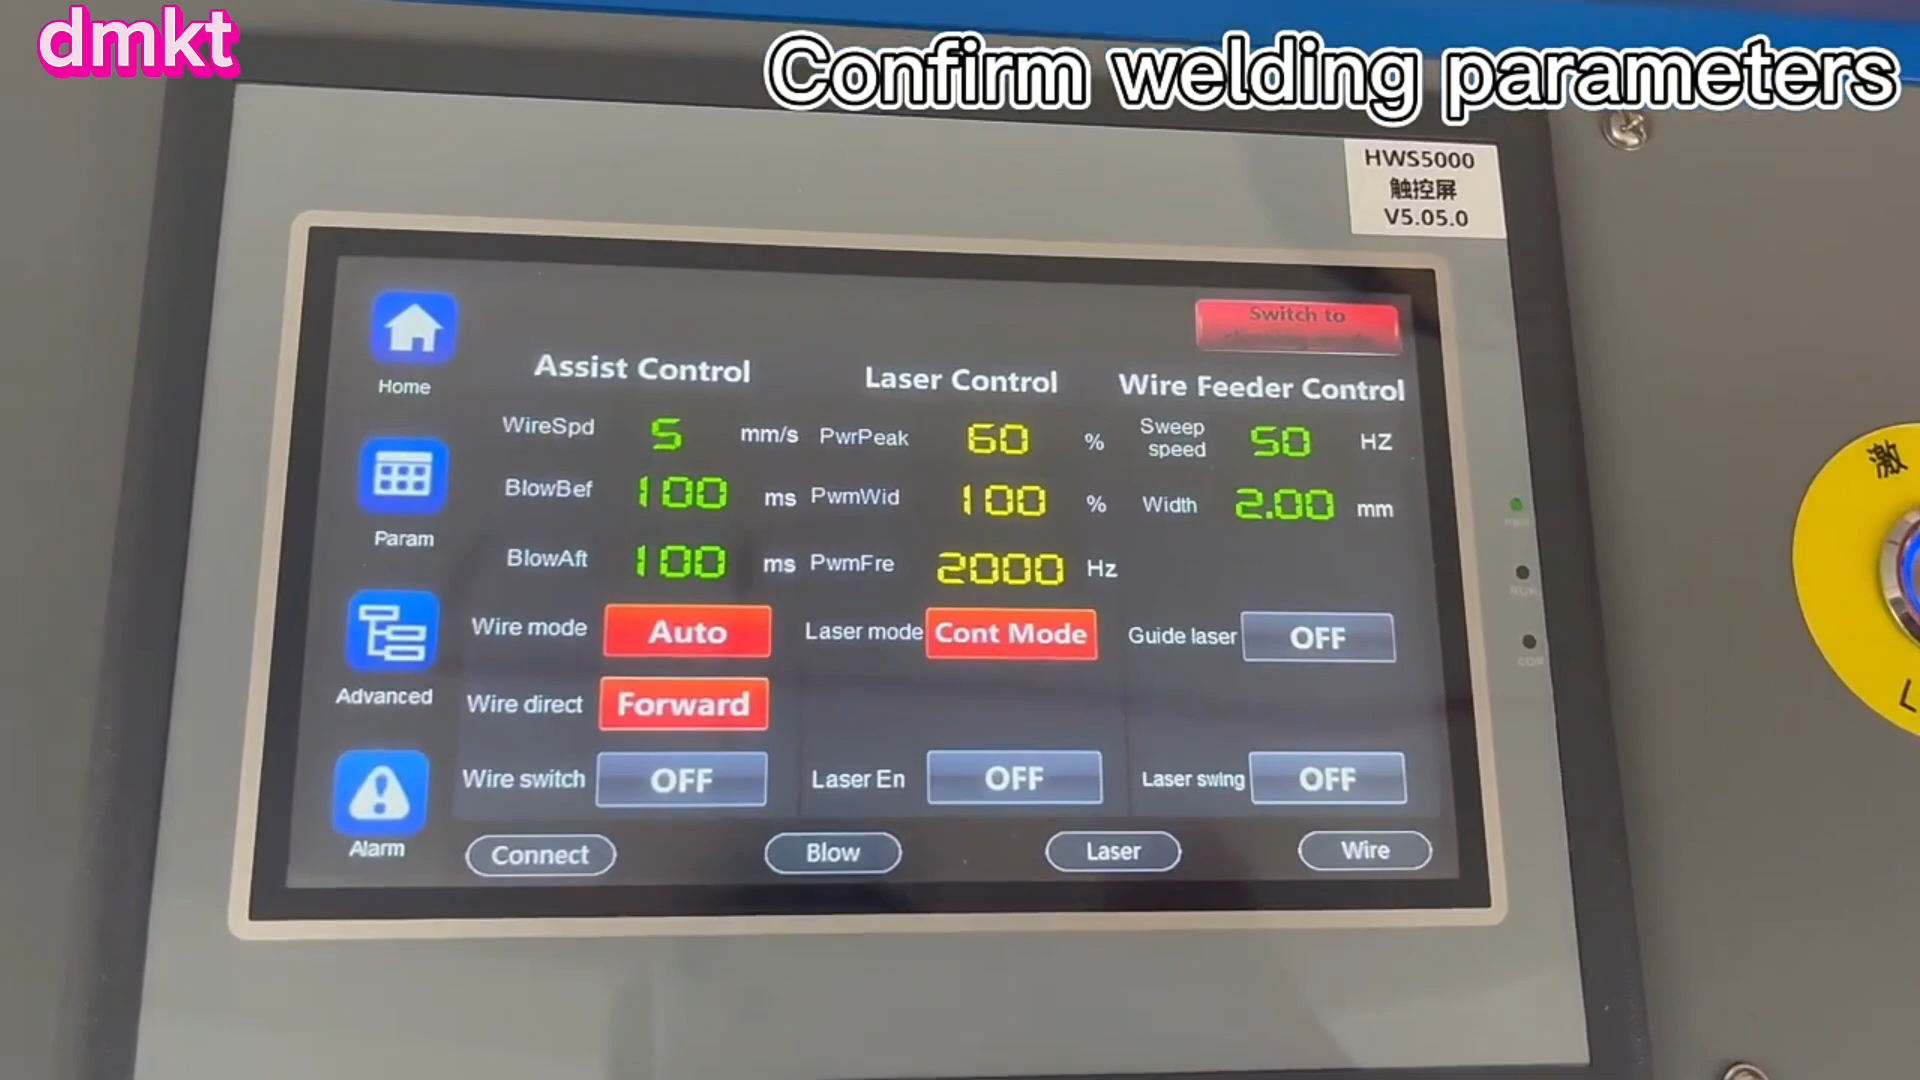 dmkt
Confirm welding parameters
HWS5000
触控屏
V5.05.0
Switch to
Home
Param
Advanced
Alarm
Assist Control
WireSpd 5 mm/s
BlowBef 100 ms
BlowAft 100 ms
Wire mode Auto
Wire direct Forward
Wire switch OFF
Laser Control
PwrPeak 60 %
PwmWid 100 %
PwmFre 2000 Hz
Laser mode Cont Mode
Laser En OFF
Wire Feeder Control
Sweep
speed 50 HZ
Width 2.00 mm
Guide laser OFF
Laser swing OFF
Connect Blow Laser Wire
激
L